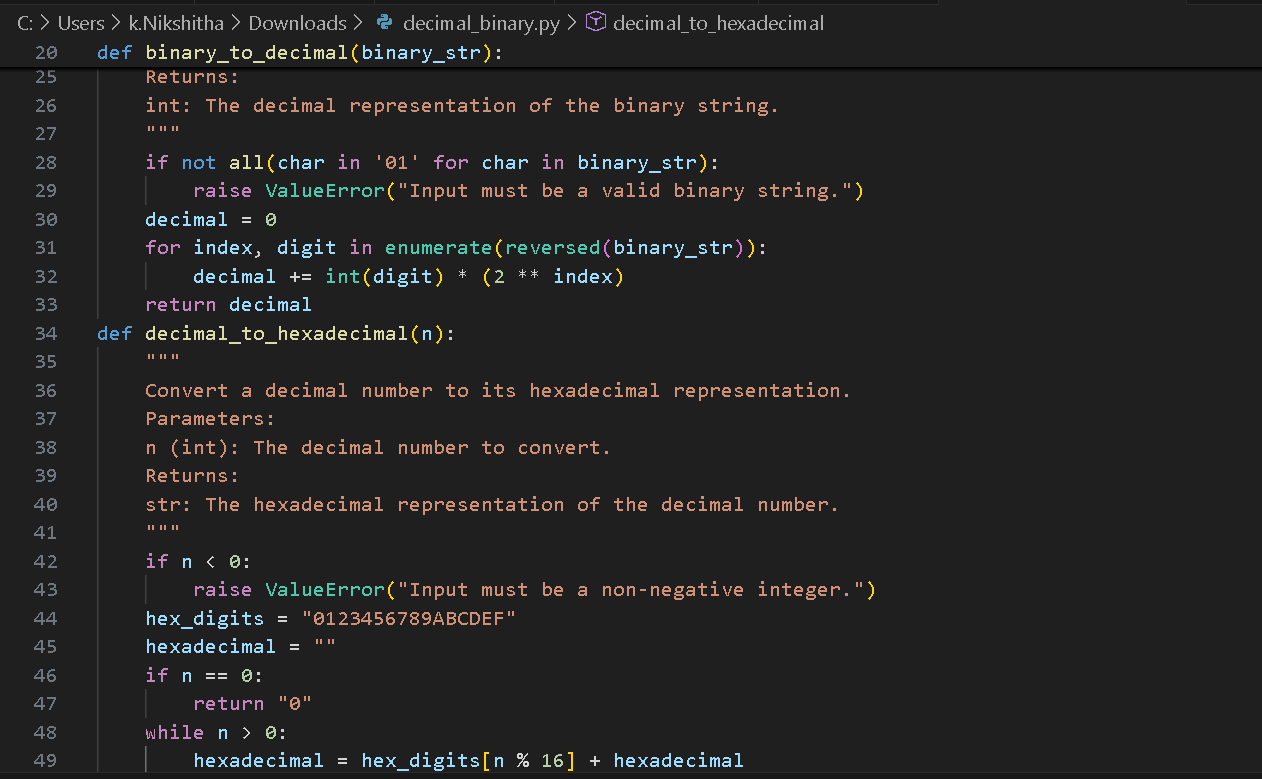 C: > Users > k.Nikshitha > Downloads > decimal_binary.py > decimal_to_hexadecimal
20 def binary_to_decimal(binary_str):
25     Returns:
26     int: The decimal representation of the binary string.
27     """
28     if not all(char in '01' for char in binary_str):
29         raise ValueError("Input must be a valid binary string.")
30     decimal = 0
31     for index, digit in enumerate(reversed(binary_str)):
32         decimal += int(digit) * (2 ** index)
33     return decimal
34 def decimal_to_hexadecimal(n):
35     """
36     Convert a decimal number to its hexadecimal representation.
37     Parameters:
38     n (int): The decimal number to convert.
39     Returns:
40     str: The hexadecimal representation of the decimal number.
41     """
42     if n < 0:
43         raise ValueError("Input must be a non-negative integer.")
44     hex_digits = "0123456789ABCDEF"
45     hexadecimal = ""
46     if n == 0:
47         return "0"
48     while n > 0:
49         hexadecimal = hex_digits[n % 16] + hexadecimal